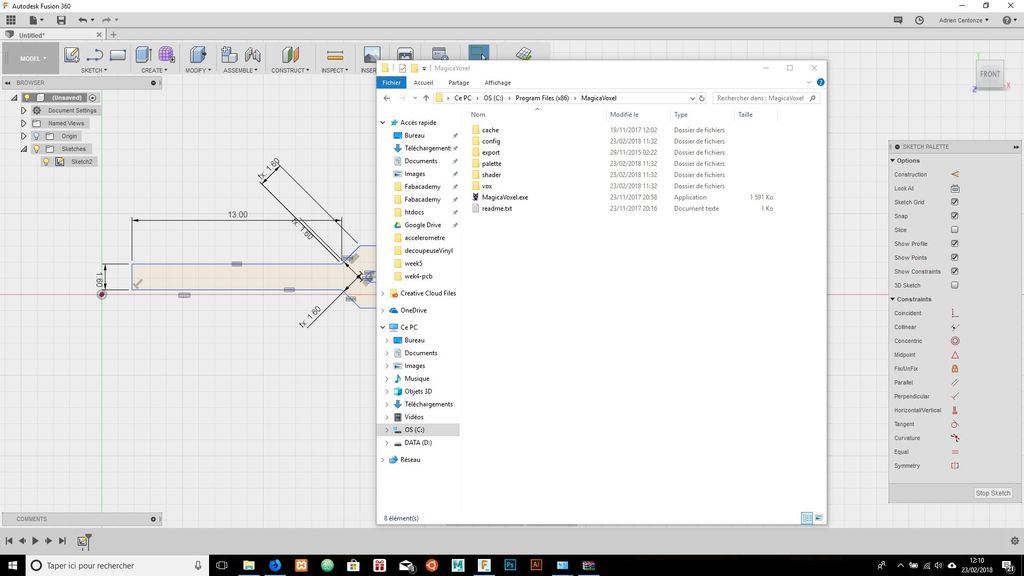 Autodesk Fusion 360
Adrien Centonze
Untitled*
MODEL
SKETCH
CREATE
MODIFY
ASSEMBLE
CONSTRUCT
INSPECT
BROWSER
(Unsaved)
Document Settings
Named Views
Origin
Sketches
Sketch2
13.00
fx: 1.60
fx: 1.60
fx: 1.60
1.60
MagicaVoxel
Fichier
Accueil
Partage
Affichage
Ce PC
OS (C:)
Program Files (x86)
MagicaVoxel
Rechercher dans : MagicaVoxel
Nom
Modifié le
Type
Taille
Accès rapide
Bureau
Téléchargement
Documents
Images
Fabacademy
Fabacademy
htdocs
Google Drive
accelerometre
decoupeuseVinyl
week5
wek4-pcb
Creative Cloud Files
OneDrive
Ce PC
Bureau
Documents
Images
Musique
Objets 3D
Téléchargements
Vidéos
OS (C:)
DATA (D:)
Réseau
cache 19/11/2017 12:02 Dossier de fichiers
config 23/02/2018 11:32 Dossier de fichiers
export 29/11/2015 02:22 Dossier de fichiers
palette 23/02/2018 11:32 Dossier de fichiers
shader 23/02/2018 11:32 Dossier de fichiers
vox 23/02/2018 11:32 Dossier de fichiers
MagicaVoxel.exe 23/11/2017 20:58 Application 1 591 Ko
readme.txt 23/11/2017 20:16 Document texte 1 Ko
8 élément(s)
FRONT
Z
X
SKETCH PALETTE
Options
Construction
Look At
Sketch Grid
Snap
Slice
Show Profile
Show Points
Show Constraints
3D Sketch
Constraints
Coincident
Collinear
Concentric
Midpoint
Fix/UnFix
Parallel
Perpendicular
Horizontal/Vertical
Tangent
Curvature
Equal
Symmetry
Stop Sketch
COMMENTS
Taper ici pour rechercher
12:10
23/02/2018